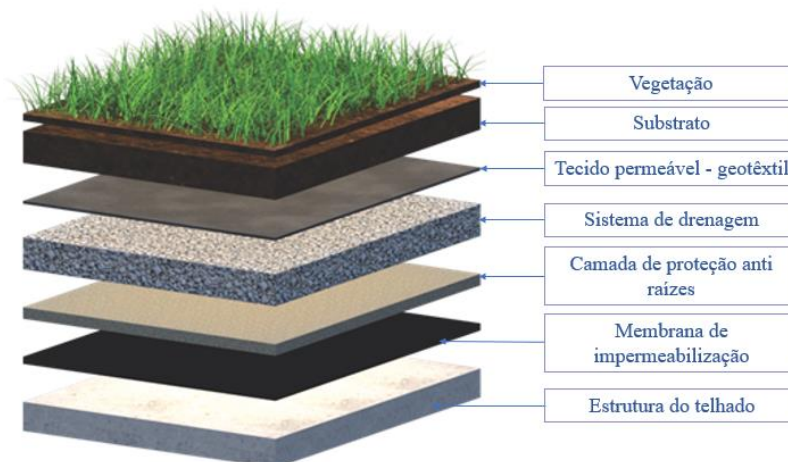 Vegetação
Substrato
Tecido permeável - geotêxtil
Sistema de drenagem
Camada de proteção anti
raízes
Membrana de
impermeabilização
Estrutura do telhado